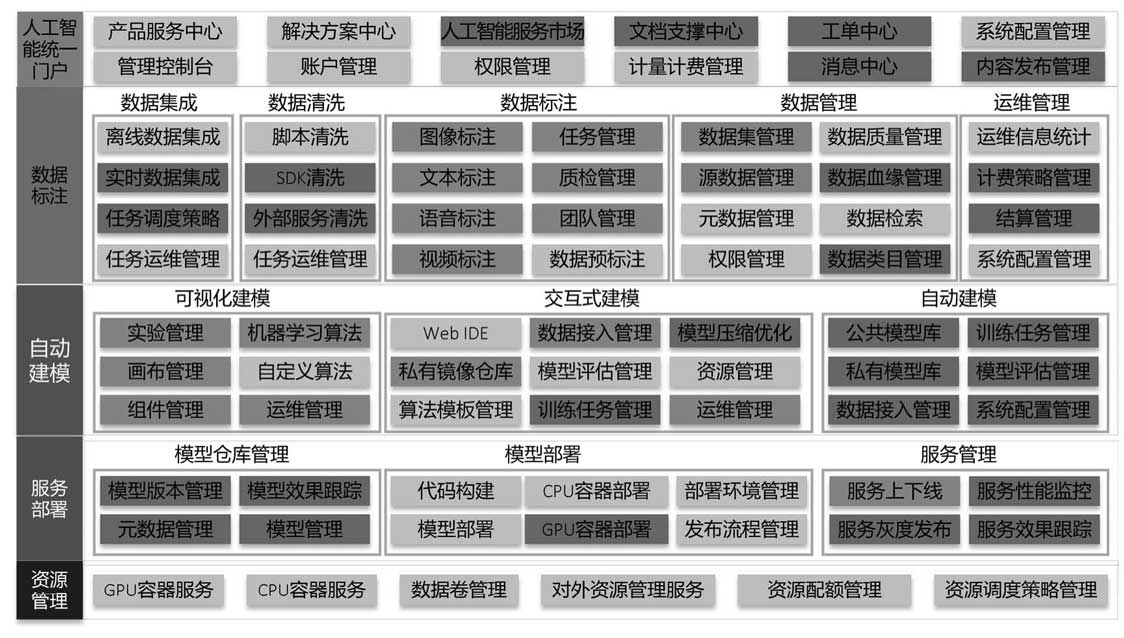 人工智
能统一
门户
产品服务中心 解决方案中心 人工智能服务市场 文档支撑中心 工单中心 系统配置管理
管理控制台 账户管理 权限管理 计量计费管理 消息中心 内容发布管理
数据
标注
数据集成 数据清洗 数据标注 数据管理 运维管理
离线数据集成 脚本清洗 图像标注 任务管理 数据集管理 数据质量管理 运维信息统计
实时数据集成 SDK清洗 文本标注 质检管理 源数据管理 数据血缘管理 计费策略管理
任务调度策略 外部服务清洗 语音标注 团队管理 元数据管理 数据检索 结算管理
任务运维管理 任务运维管理 视频标注 数据预标注 权限管理 数据类目管理 系统配置管理
自动
建模
可视化建模 交互式建模 自动建模
实验管理 机器学习算法 Web IDE 数据接入管理 模型压缩优化 公共模型库 训练任务管理
画布管理 自定义算法 私有镜像仓库 模型评估管理 资源管理 私有模型库 模型评估管理
组件管理 运维管理 算法模板管理 训练任务管理 运维管理 数据接入管理 系统配置管理
服务
部署
模型仓库管理 模型部署 服务管理
模型版本管理 模型效果跟踪 代码构建 CPU容器部署 部署环境管理 服务上下线 服务性能监控
元数据管理 模型管理 模型部署 GPU容器部署 发布流程管理 服务灰度发布 服务效果跟踪
资源
管理
GPU容器服务 CPU容器服务 数据卷管理 对外资源管理服务 资源配额管理 资源调度策略管理